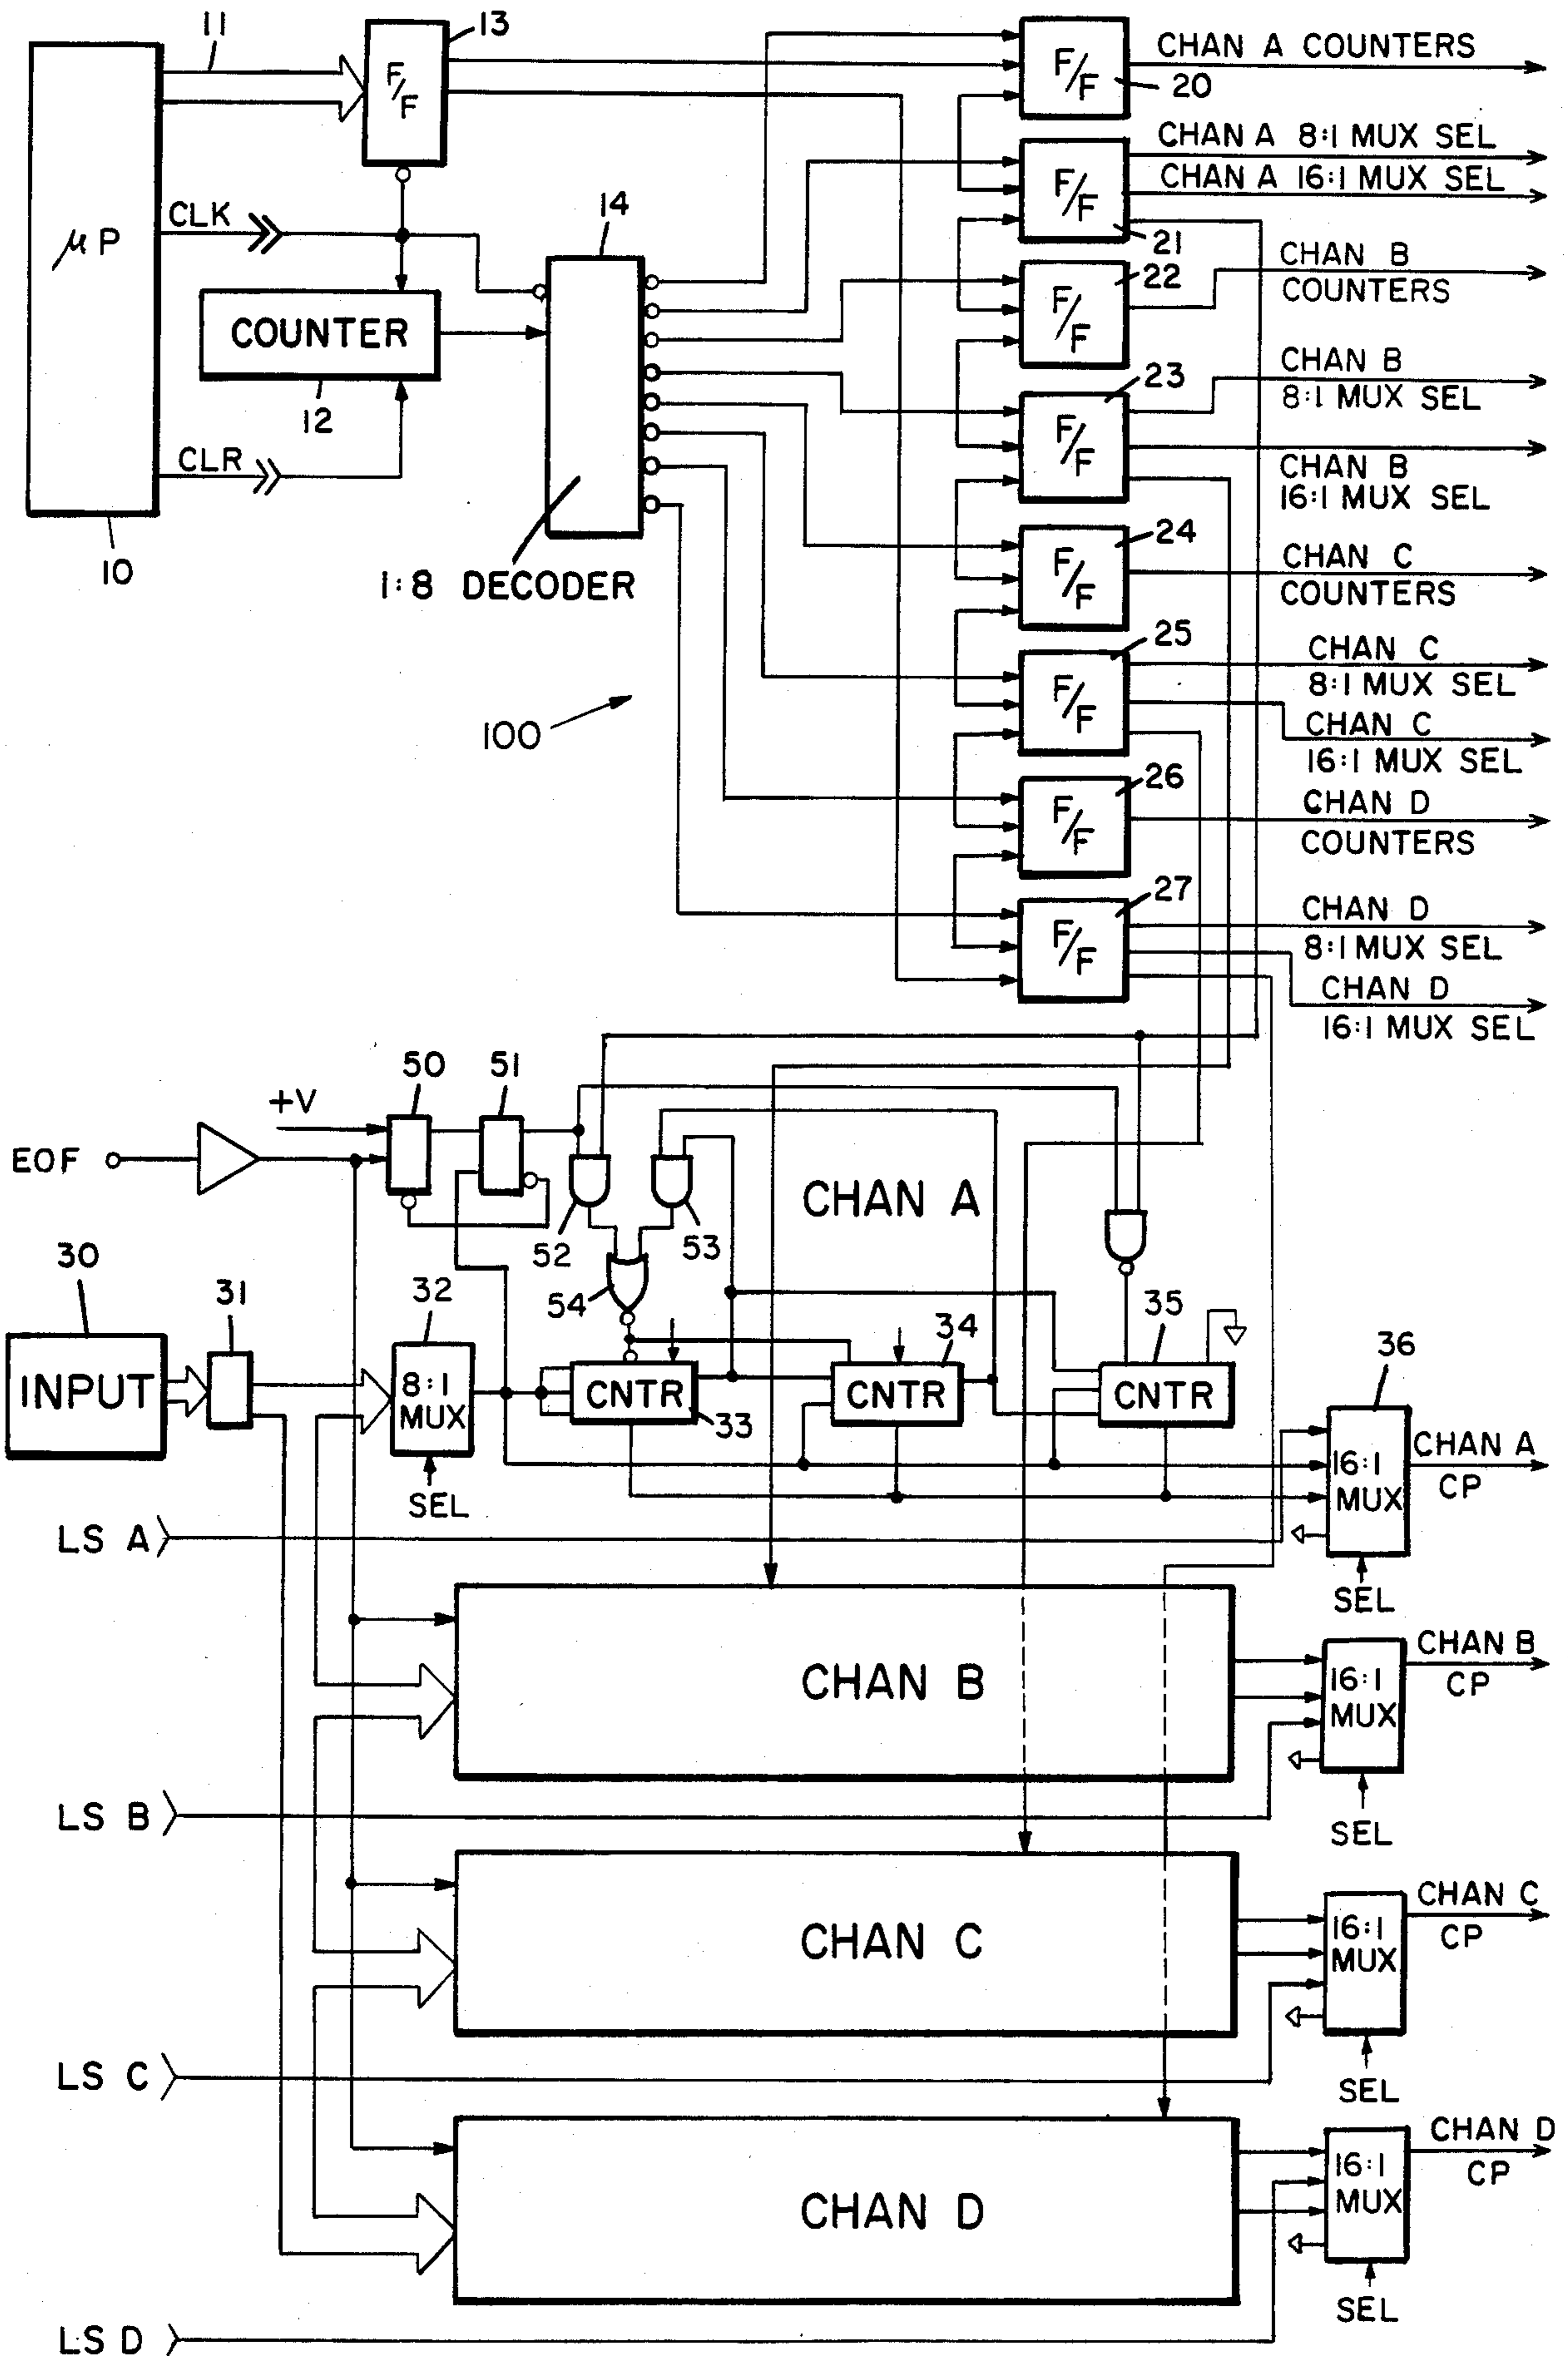 11
13
F/F
μP
CLK
COUNTER
12
CLR
10
14
1:8 DECODER
100
F/F
20
CHAN A COUNTERS
F/F
21
CHAN A 8:1 MUX SEL
CHAN A 16:1 MUX SEL
F/F
22
CHAN B
COUNTERS
F/F
23
CHAN B
8:1 MUX SEL
CHAN B
16:1 MUX SEL
F/F
24
CHAN C
COUNTERS
F/F
25
CHAN C
8:1 MUX SEL
CHAN C
16:1 MUX SEL
F/F
26
CHAN D
COUNTERS
F/F
27
CHAN D
8:1 MUX SEL
CHAN D
16:1 MUX SEL
50
51
+V
EOF
52
53
54
CHAN A
30
INPUT
31
32
8:1
MUX
SEL
CNTR
33
CNTR
34
CNTR
35
36
16:1
MUX
SEL
CHAN A
CP
LS A
CHAN B
16:1
MUX
SEL
CHAN B
CP
LS B
CHAN C
16:1
MUX
SEL
CHAN C
CP
LS C
CHAN D
16:1
MUX
SEL
CHAN D
CP
LS D